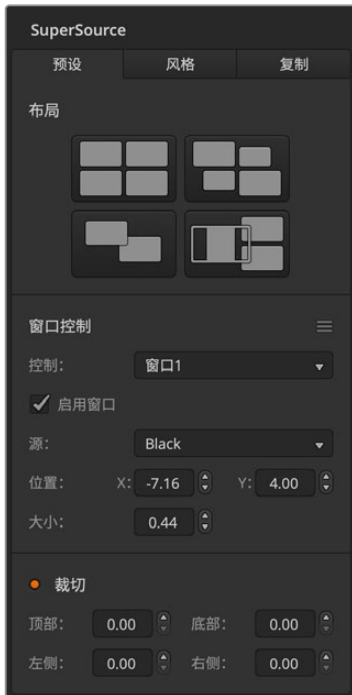 SuperSource
预设 风格 复制
布局
窗口控制
控制: 窗口1
启用窗口
源: Black
位置: X: -7.16 Y: 4.00
大小: 0.44
裁切
顶部: 0.00 底部: 0.00
左侧: 0.00 右侧: 0.00